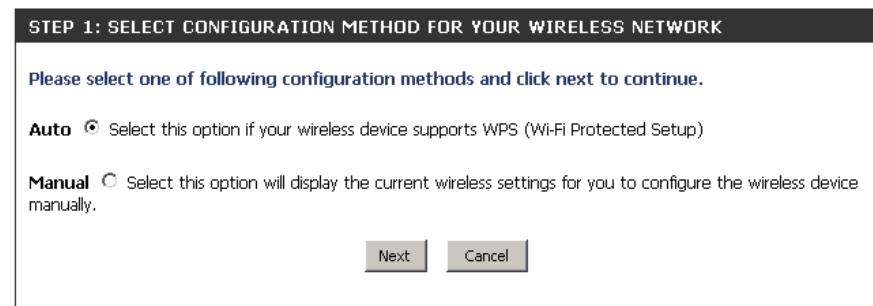 STEP 1: SELECT CONFIGURATION METHOD FOR YOUR WIRELESS NETWORK
Please select one of following configuration methods and click next to continue.
Auto Select this option if your wireless device supports WPS (Wi-Fi Protected Setup)
Manual Select this option will display the current wireless settings for you to configure the wireless device
manually.
Next Cancel